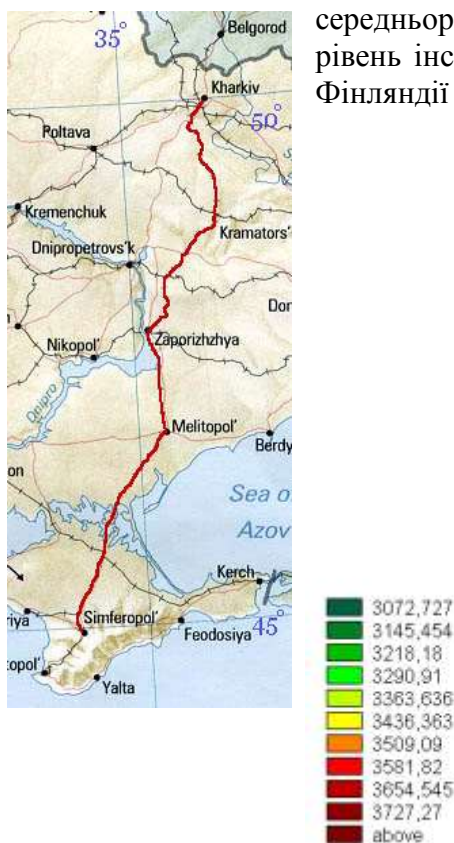 середньор
рівень інс
Фінляндії
35°
Belgorod
Kharkiv
50°
Poltava
Kremenchuk
Kramators'
Dnipropetrovs'k
Don
Zaporizhzhya
Nikopol'
Dnipro
Melitopol'
Berdy
on
Sea o
Azov
Kerch
riya
Simferopol'
Feodosiya
45°
topol'
Yalta
3072,727
3145,454
3218,18
3290,91
3363,636
3436,363
3509,09
3581,82
3654,545
3727,27
above